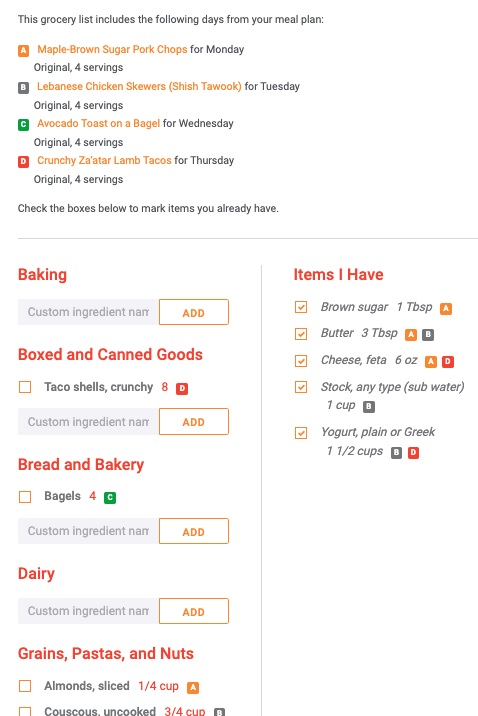 This grocery list includes the following days from your meal plan:
A Maple-Brown Sugar Pork Chops for Monday
Original, 4 servings
B Lebanese Chicken Skewers (Shish Tawook) for Tuesday
Original, 4 servings
C Avocado Toast on a Bagel for Wednesday
Original, 4 servings
D Crunchy Za'atar Lamb Tacos for Thursday
Original, 4 servings
Check the boxes below to mark items you already have.
Baking
Custom ingredient nam ADD
Boxed and Canned Goods
Taco shells, crunchy 8 D
Custom ingredient nam ADD
Bread and Bakery
Bagels 4 C
Custom ingredient nam ADD
Dairy
Custom ingredient nam ADD
Grains, Pastas, and Nuts
Almonds, sliced 1/4 cup A
Couscous, uncooked 3/4 cup B
Items I Have
Brown sugar 1 Tbsp A
Butter 3 Tbsp A B
Cheese, feta 6 oz A D
Stock, any type (sub water)
1 cup B
Yogurt, plain or Greek
1 1/2 cups B D